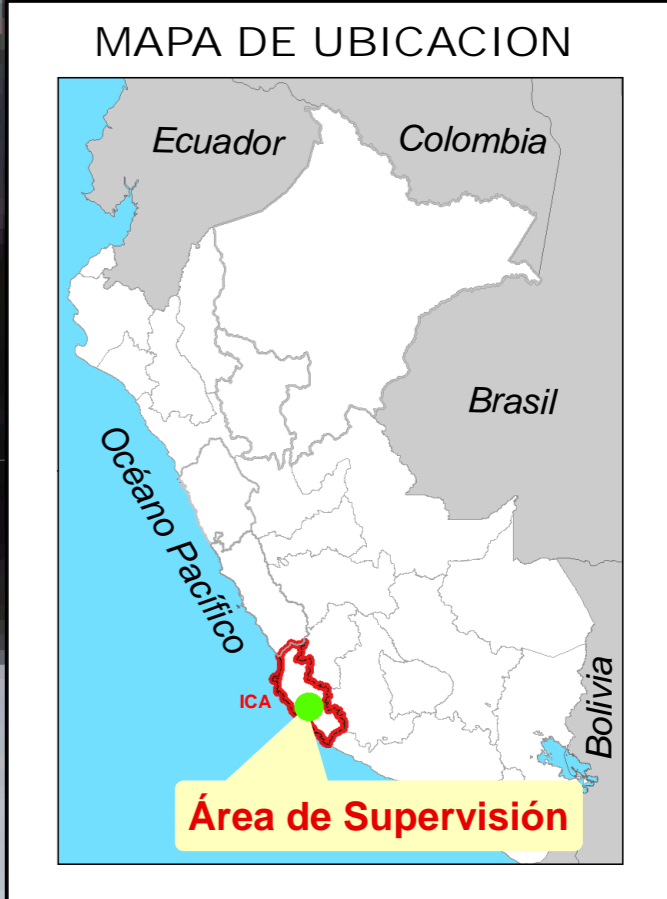 MAPA DE UBICACION
Ecuador
Colombia
Brasil
Océano Pacífico
ICA
Bolivia
Área de Supervisión